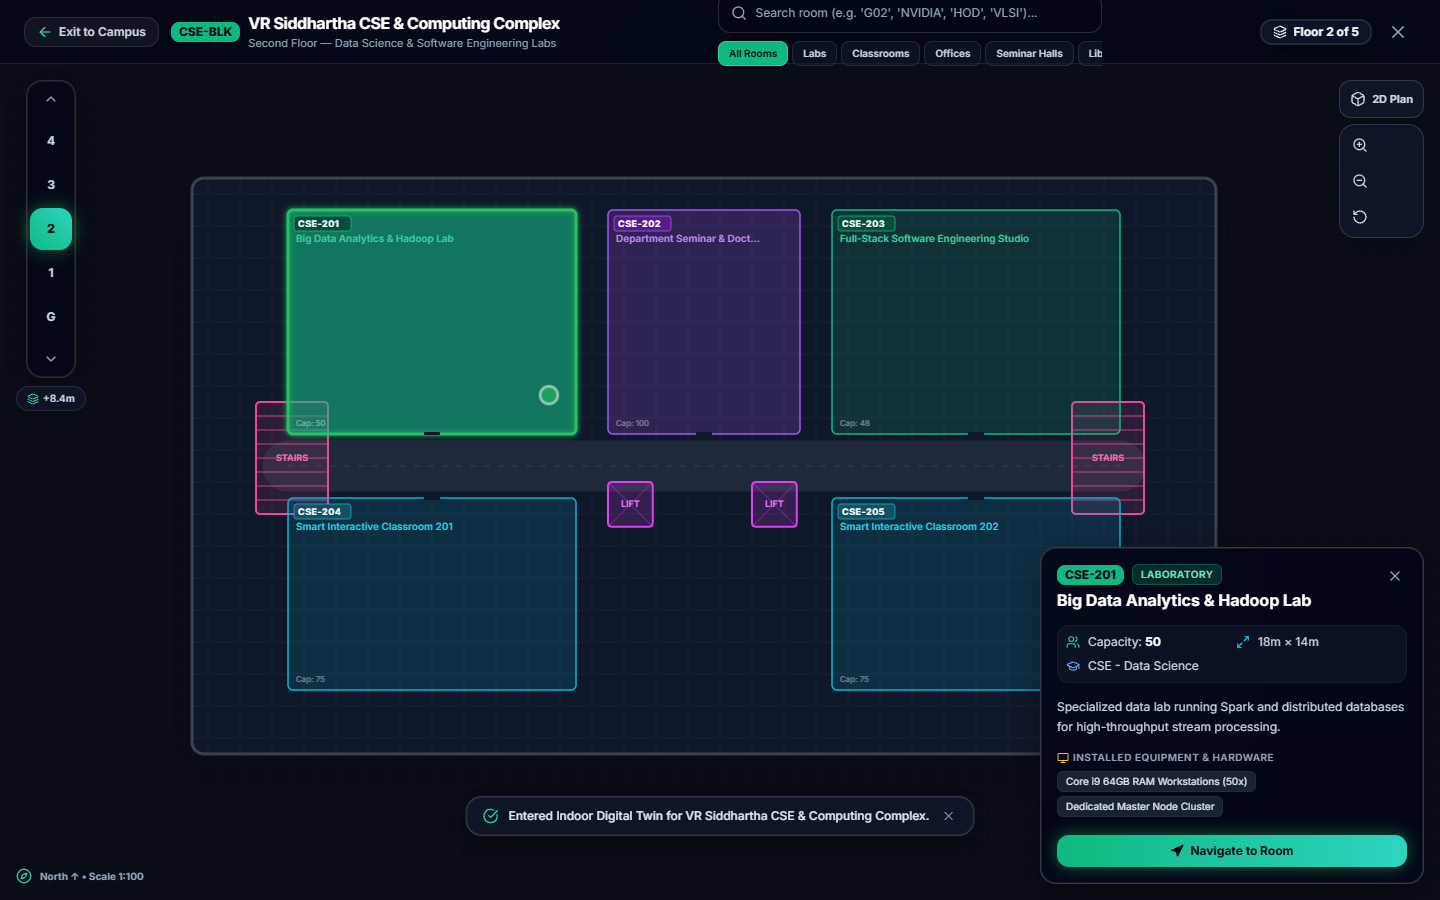 Exit to Campus
CSE-BLK
VR Siddhartha CSE & Computing Complex
Second Floor — Data Science & Software Engineering Labs
Search room (e.g. 'G02', 'NVIDIA', 'HOD', 'VLSI')...
All Rooms
Labs
Classrooms
Offices
Seminar Halls
Lib
Floor 2 of 5
4
3
2
1
G
+8.4m
2D Plan
CSE-201
Big Data Analytics & Hadoop Lab
Cap: 50
CSE-202
Department Seminar & Doct...
Cap: 100
CSE-203
Full-Stack Software Engineering Studio
Cap: 48
STAIRS
STAIRS
LIFT
LIFT
CSE-204
Smart Interactive Classroom 201
Cap: 75
CSE-205
Smart Interactive Classroom 202
Cap: 75
CSE-201
LABORATORY
Big Data Analytics & Hadoop Lab
Capacity: 50
18m × 14m
CSE - Data Science
Specialized data lab running Spark and distributed databases
for high-throughput stream processing.
INSTALLED EQUIPMENT & HARDWARE
Core i9 64GB RAM Workstations (50x)
Dedicated Master Node Cluster
Navigate to Room
Entered Indoor Digital Twin for VR Siddhartha CSE & Computing Complex.
North ↑ • Scale 1:100